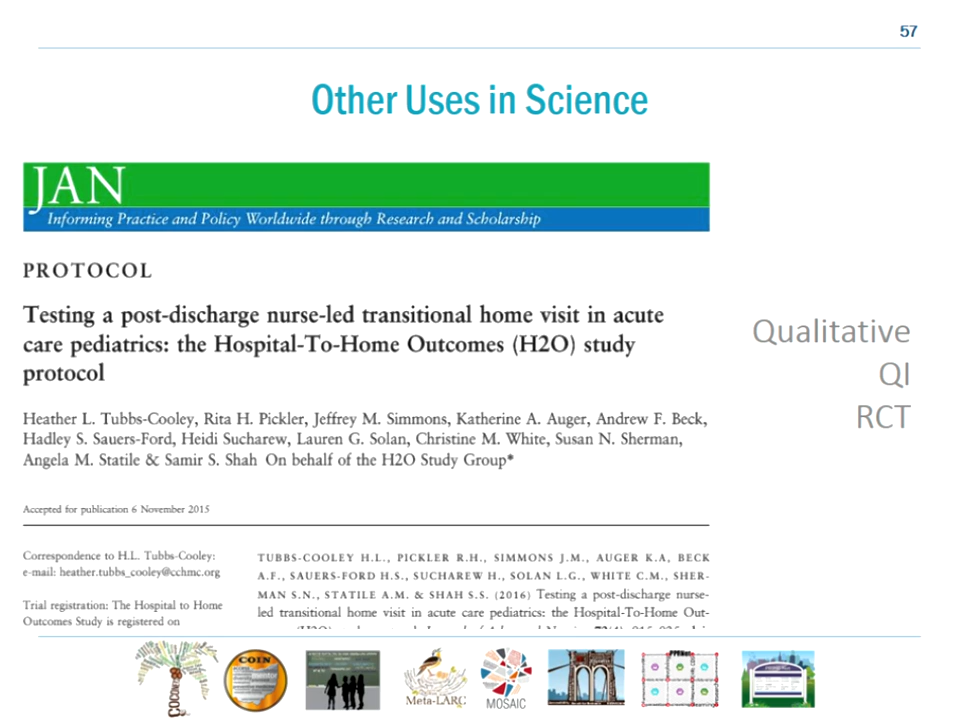 57
Other Uses in Science
JAN
Informing Practice and Policy Worldwide through Research and Scholarship
PROTOCOL
Testing a post-discharge nurse-led transitional home visit in acute
care pediatrics: the Hospital-To-Home Outcomes (H2O) study
protocol
Qualitative
QI
RCT
Heather L. Tubbs-Cooley, Rita H. Pickler, Jeffrey M. Simmons, Katherine A. Auger, Andrew F. Beck,
Hadley S. Sauers-Ford, Heidi Sucharew, Lauren G. Solan, Christine M. White, Susan N. Sherman,
Angela M. Statile & Samir S. Shah On behalf of the H2O Study Group*
Accepted for publication 6 November 2015
Correspondence to H.L. Tubbs-Cooley:
e-mail: heather.tubbs_cooley@cchmc.org
Trial registration: The Hospital to Home
Outcomes Study is registered on
TUBBS-COOLEY H.L., PICKLER R.H., SIMMONS J.M., AUGER K.A, BECK
A.F., SAUERS-FORD H.S., SUCHAREW H., SOLAN L.G., WHITE C.M., SHER-
MAN S.N., STATILE A.M. & SHAH S.S. (2016) Testing a post-discharge nurse-
led transitional home visit in acute care pediatrics: the Hospital-To-Home Out-
COCONet
COIN
Meta-LARC
MOSAIC
PPRNet